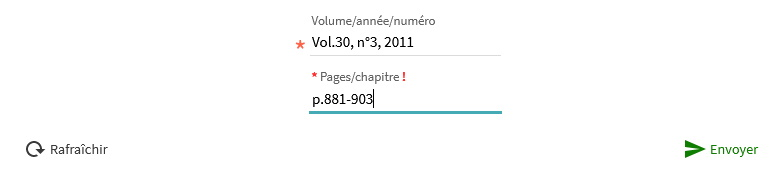 Volume/année/numéro
* Vol.30, n°3, 2011
* Pages/chapitre !
p.881-903
Rafraîchir
Envoyer